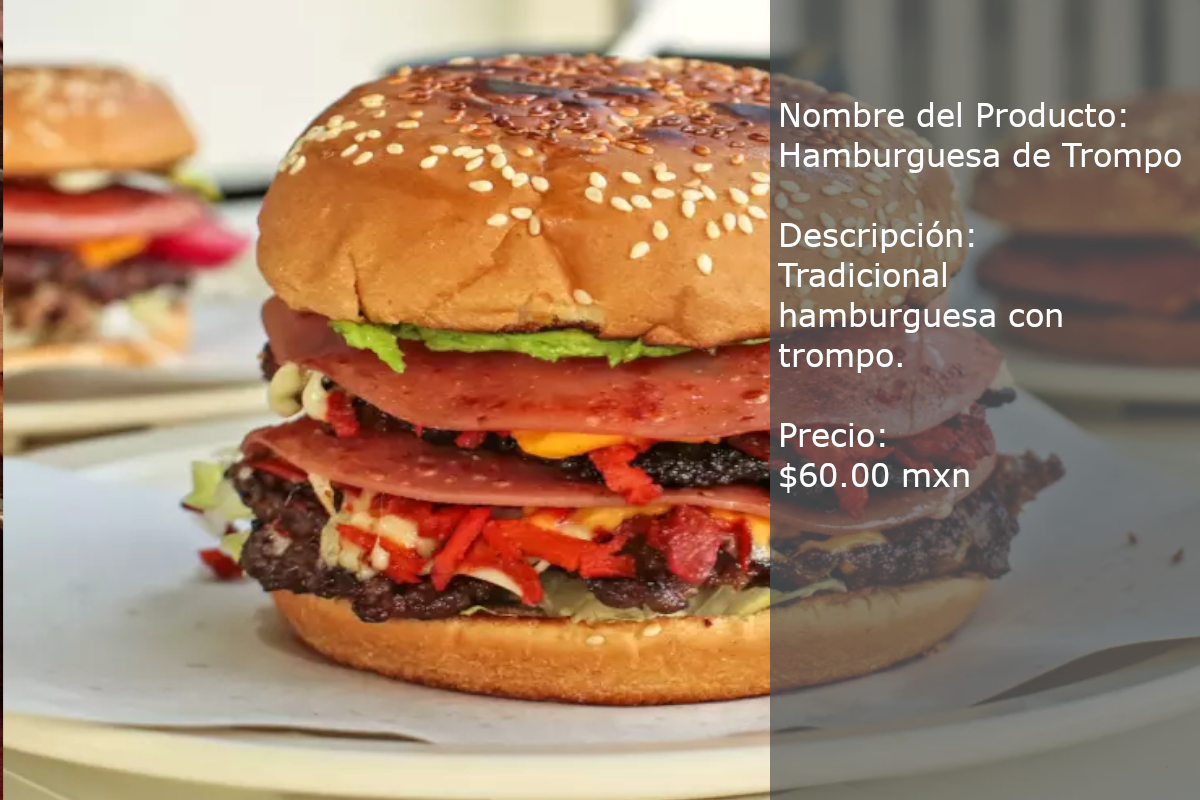 Nombre del Producto:
Hamburguesa de Trompo
Descripción:
Tradicional
hamburguesa con
trompo.
Precio:
$60.00 mxn